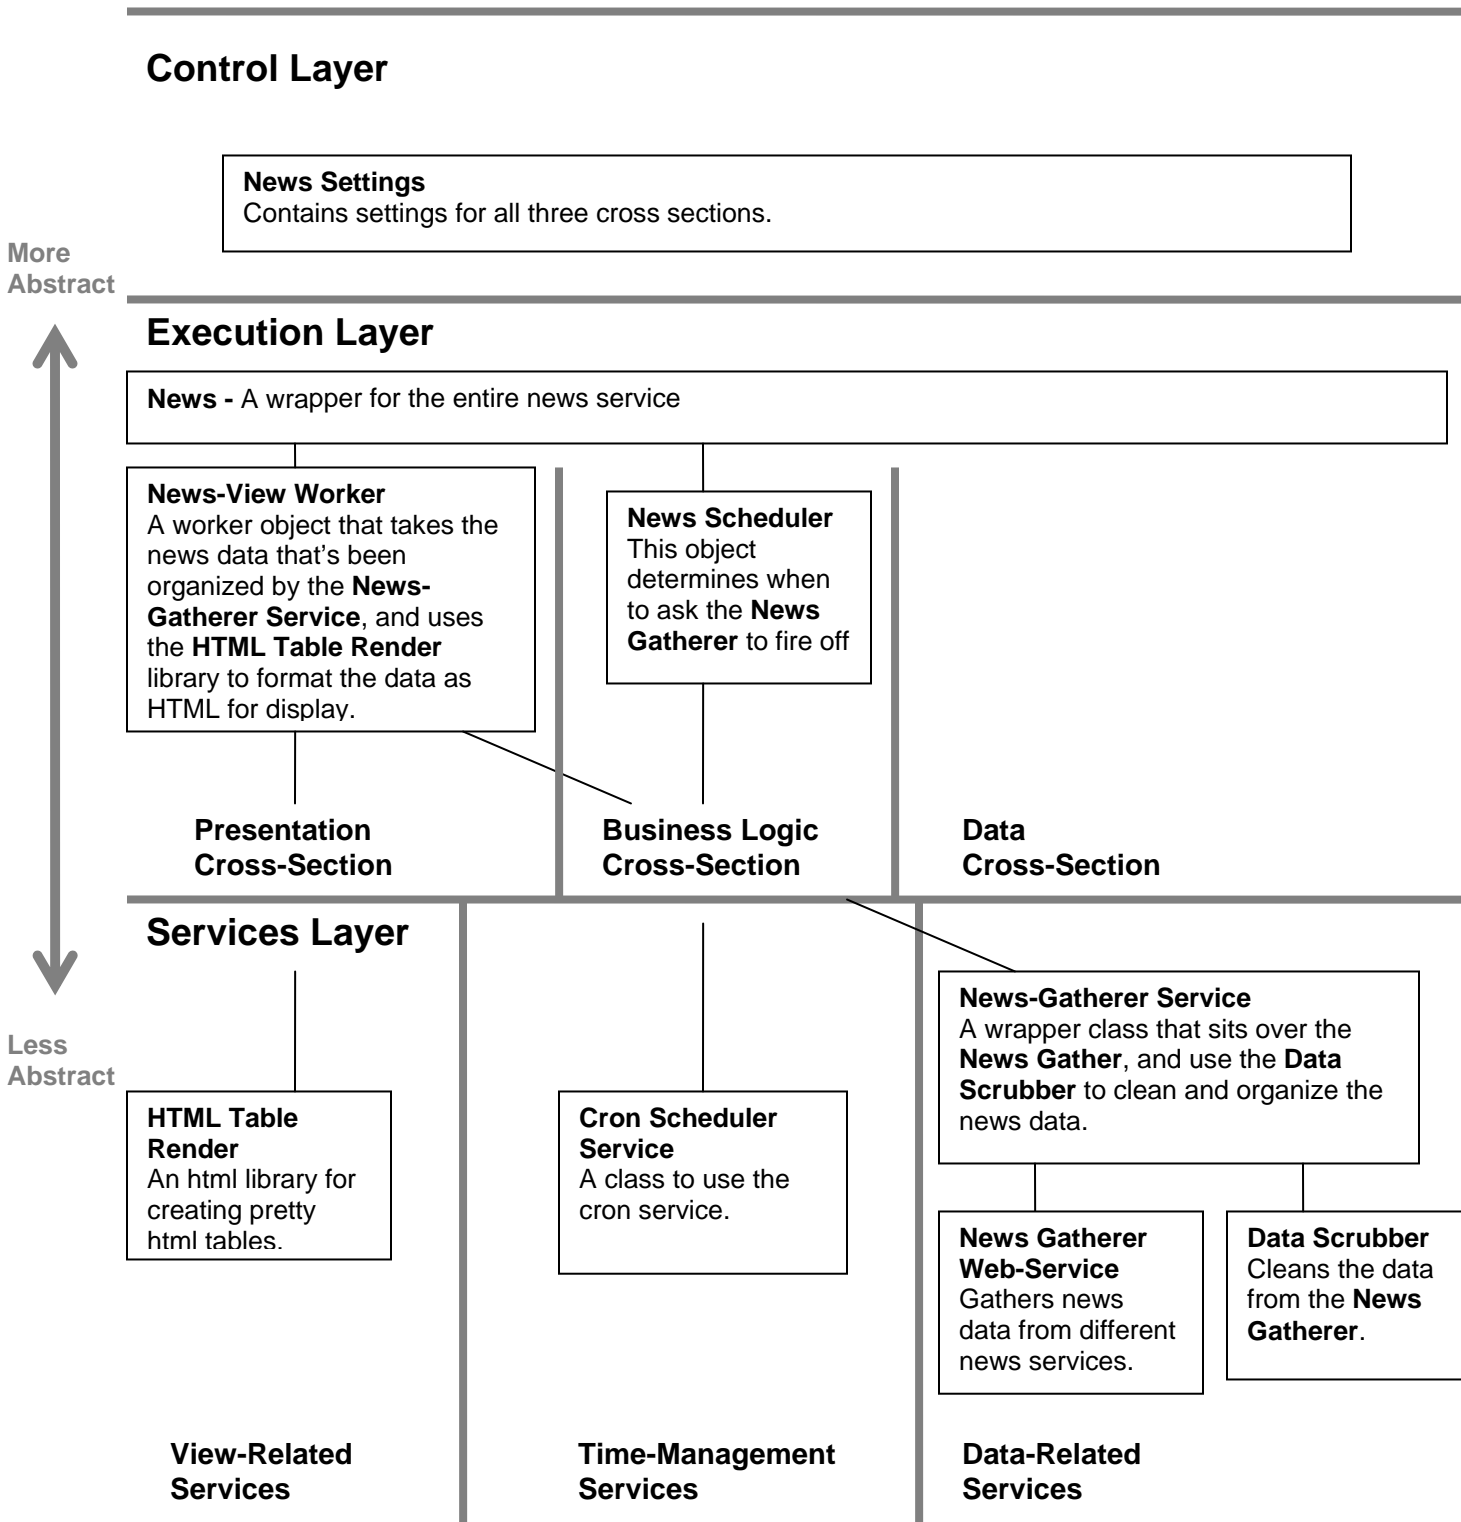 Control Layer
News Settings
Contains settings for all three cross sections.
More
Abstract
Execution Layer
News - A wrapper for the entire news service
News-View Worker
A worker object that takes the
news data that's been
organized by the News-
Gatherer Service, and uses
the HTML Table Render
library to format the data as
HTML for display.
News Scheduler
This object
determines when
to ask the News
Gatherer to fire off
Presentation
Cross-Section
Business Logic
Cross-Section
Data
Cross-Section
Services Layer
Less
Abstract
HTML Table
Render
An html library for
creating pretty
html tables.
Cron Scheduler
Service
A class to use the
cron service.
News-Gatherer Service
A wrapper class that sits over the
News Gather, and use the Data
Scrubber to clean and organize the
news data.
News Gatherer
Web-Service
Gathers news
data from different
news services.
Data Scrubber
Cleans the data
from the News
Gatherer.
View-Related
Services
Time-Management
Services
Data-Related
Services